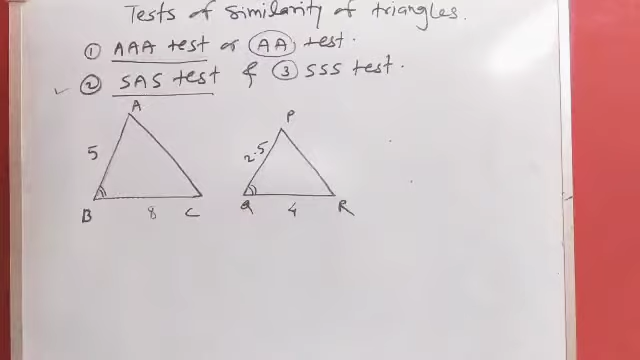 Tests of Similarity of triangles.
① AAA test or AA test.
② SAS test & ③ SSS test.
A
P
5
2.5
B
8
C
Q
4
R